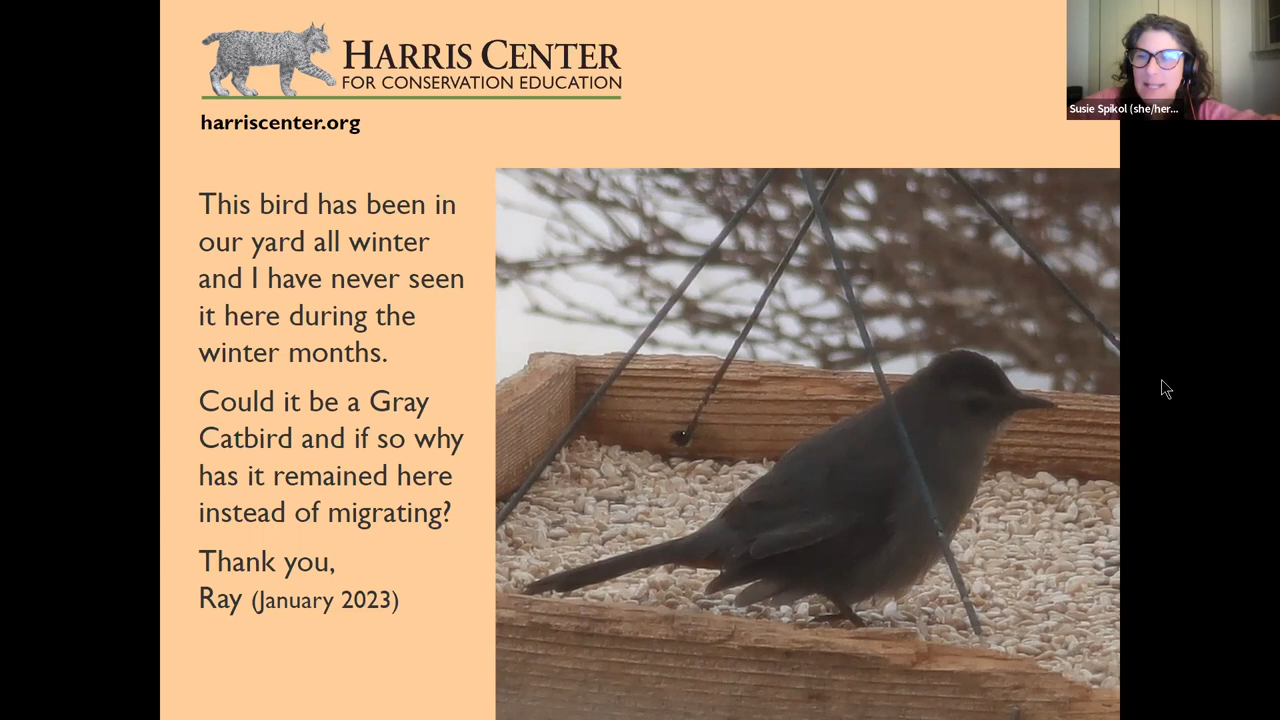 HARRIS CENTER
FOR CONSERVATION EDUCATION
harriscenter.org
Susie Spikol (she/her...
This bird has been in
our yard all winter
and I have never seen
it here during the
winter months.
Could it be a Gray
Catbird and if so why
has it remained here
instead of migrating?
Thank you,
Ray (January 2023)